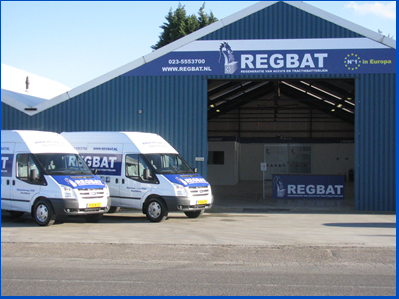 023-5553700
WWW.REGBAT.NL
REGBAT
REGENERATIE VAN ACCU'S EN TRACTIEBATTERIJEN
N°1 in Europe
REGBAT
REGBAT
REGBAT